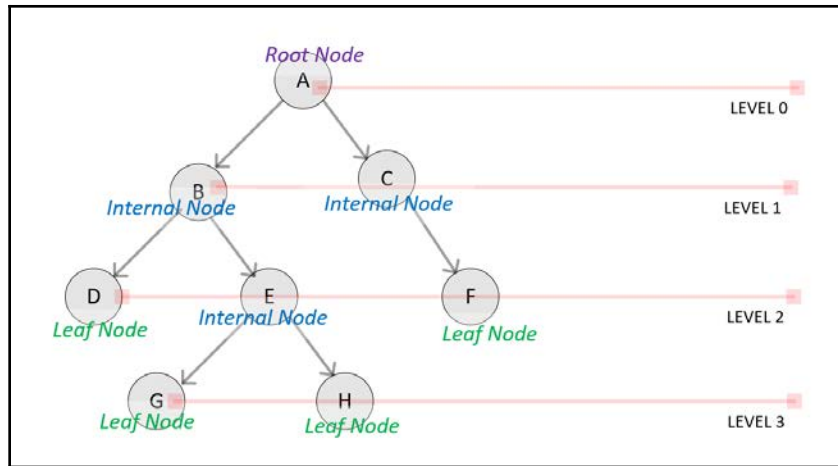 Root Node
A
LEVEL 0
B
C
Internal Node
Internal Node
LEVEL 1
D
E
F
Leaf Node
Internal Node
Leaf Node
LEVEL 2
G
H
Leaf Node
Leaf Node
LEVEL 3